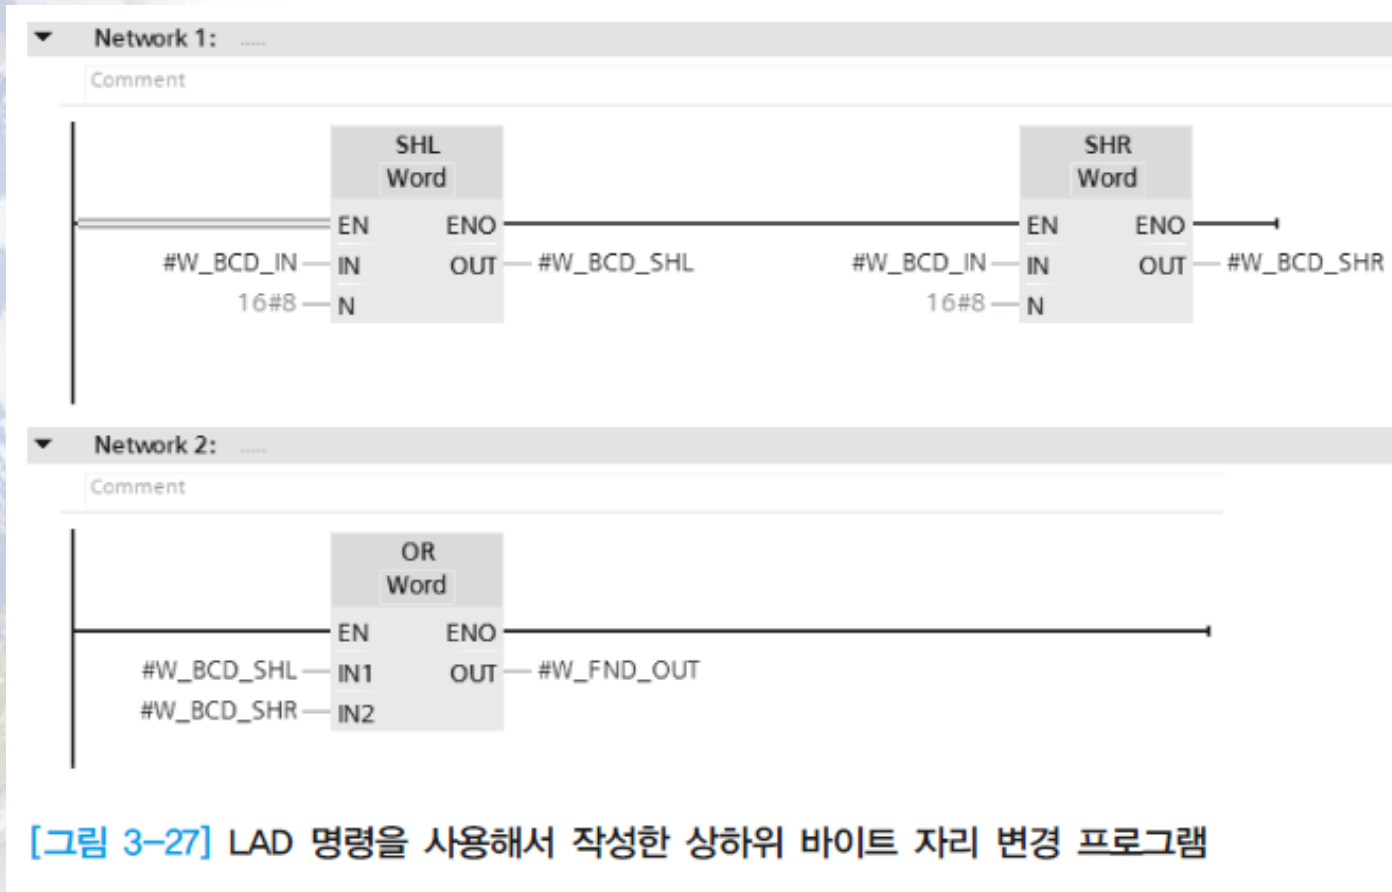 Network 1: .....
Comment
SHL
Word
SHR
Word
EN ENO
EN ENO
#W_BCD_IN IN OUT #W_BCD_SHL
#W_BCD_IN IN OUT #W_BCD_SHR
16#8 N
16#8 N
Network 2: .....
Comment
OR
Word
EN ENO
#W_BCD_SHL IN1 OUT #W_FND_OUT
#W_BCD_SHR IN2
[그림 3-27] LAD 명령을 사용해서 작성한 상하위 바이트 자리 변경 프로그램